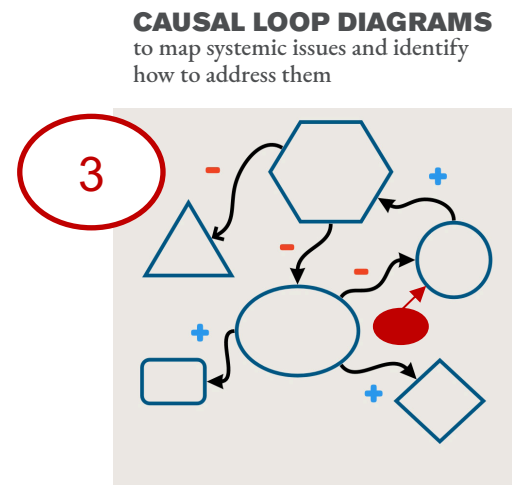 CAUSAL LOOP DIAGRAMS
to map systemic issues and identify
how to address them
3
-
+
-
-
+
+